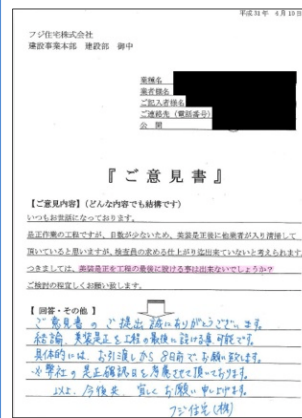 平成31年 4月19日
フジ住宅株式会社
建設事業本部 建設部 御中
業種名
業者様名
ご記入者様名
ご連絡先（電話番号）
公 開
『 ご 意 見 書 』
【ご意見内容】（どんな内容でも結構です）
いつもお世話になっております。
是正作業の工程ですが、日数が少ないため、美装是正後に他業者が入り清掃して
頂いていると思いますが、検査員の求める仕上がり迄出来ていないと考えられます。
つきましては、美装是正を工程の最後に設ける事は出来ないでしょうか？
ご検討の程宜しくお願い致します。
【 回答・その他 】
ご意見書のご提出誠にありがとうございます。
結論、美装是正を工程の最後に設ける事可能です。
具体的には、お引渡しから8日前でお願い致します。
※弊社の是正確認日も考慮させて頂いております。
以上、今後共 宜しくお願い申し上げます。
フジ住宅(株)